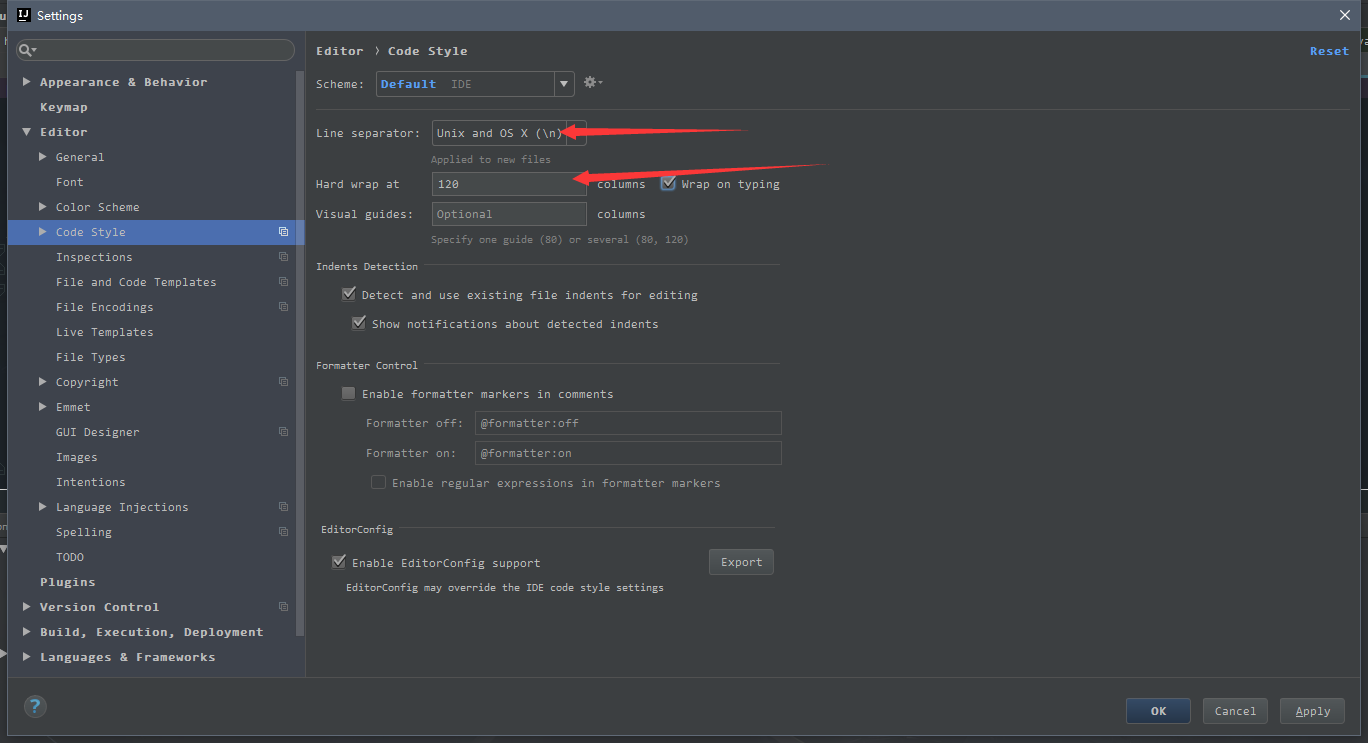 IJ Settings
Editor › Code Style
Reset
Scheme: Default IDE
Appearance & Behavior
Keymap
Editor
General
Font
Color Scheme
Code Style
Inspections
File and Code Templates
File Encodings
Live Templates
File Types
Copyright
Emmet
GUI Designer
Images
Intentions
Language Injections
Spelling
TODO
Plugins
Version Control
Build, Execution, Deployment
Languages & Frameworks
Line separator: Unix and OS X (\n)
Applied to new files
Hard wrap at 120 columns Wrap on typing
Visual guides: Optional columns
Specify one guide (80) or several (80, 120)
Indents Detection
Detect and use existing file indents for editing
Show notifications about detected indents
Formatter Control
Enable formatter markers in comments
Formatter off: @formatter:off
Formatter on: @formatter:on
Enable regular expressions in formatter markers
EditorConfig
Enable EditorConfig support Export
EditorConfig may override the IDE code style settings
? OK Cancel Apply